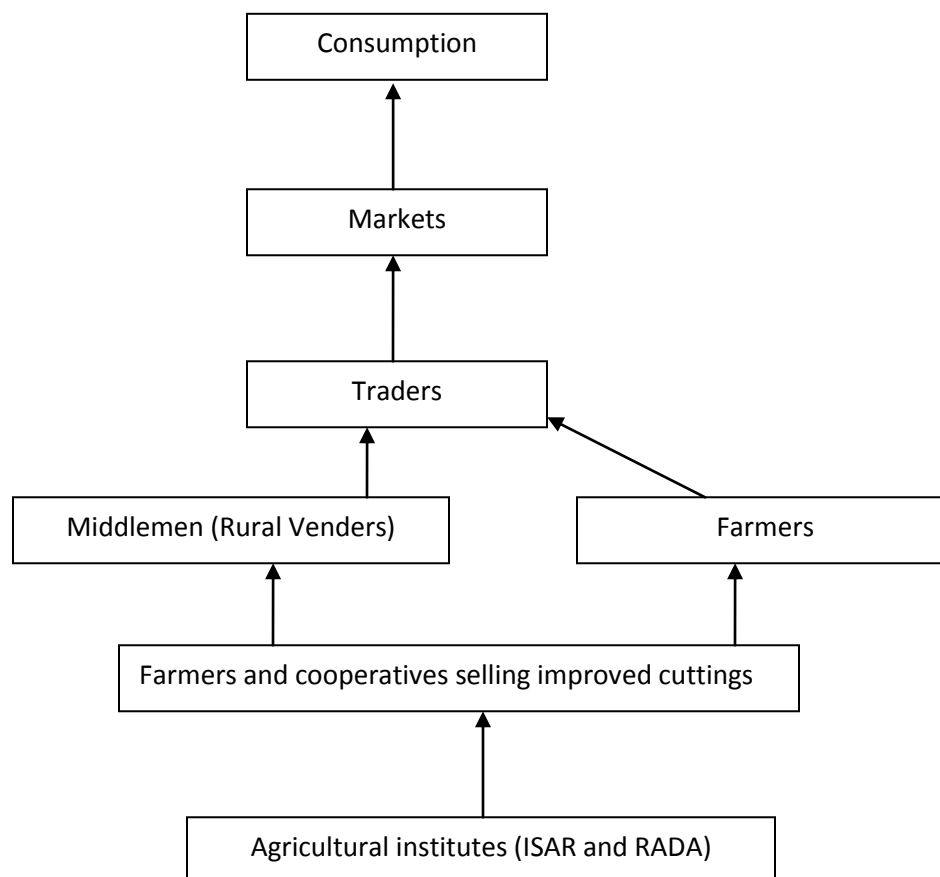 Consumption
Markets
Traders
Middlemen (Rural Venders)
Farmers
Farmers and cooperatives selling improved cuttings
Agricultural institutes (ISAR and RADA)